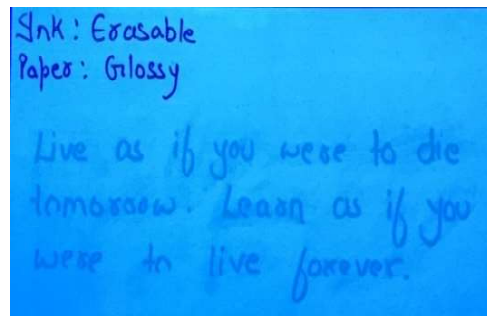 Ink: Erasable
Paper: Glossy
Live as if you were to die
tomorrow. Learn as if you
were to live forever.